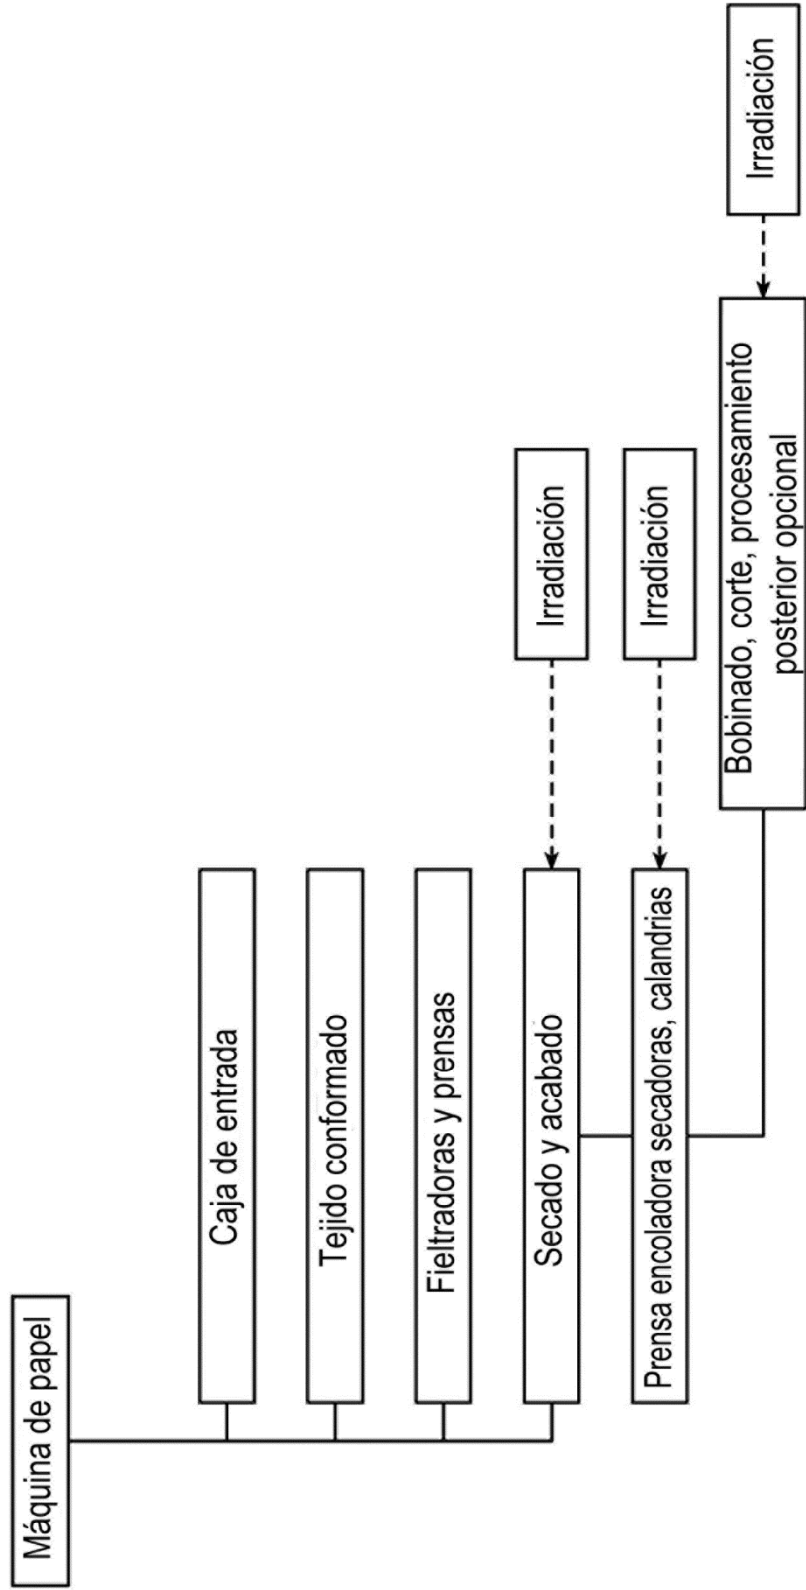 Máquina de papel
Caja de entrada
Tejido conformado
Fieltradoras y prensas
Secado y acabado
Irradiación
Prensa encoladora secadoras, calandrias
Irradiación
Bobinado, corte, procesamiento
posterior opcional
Irradiación